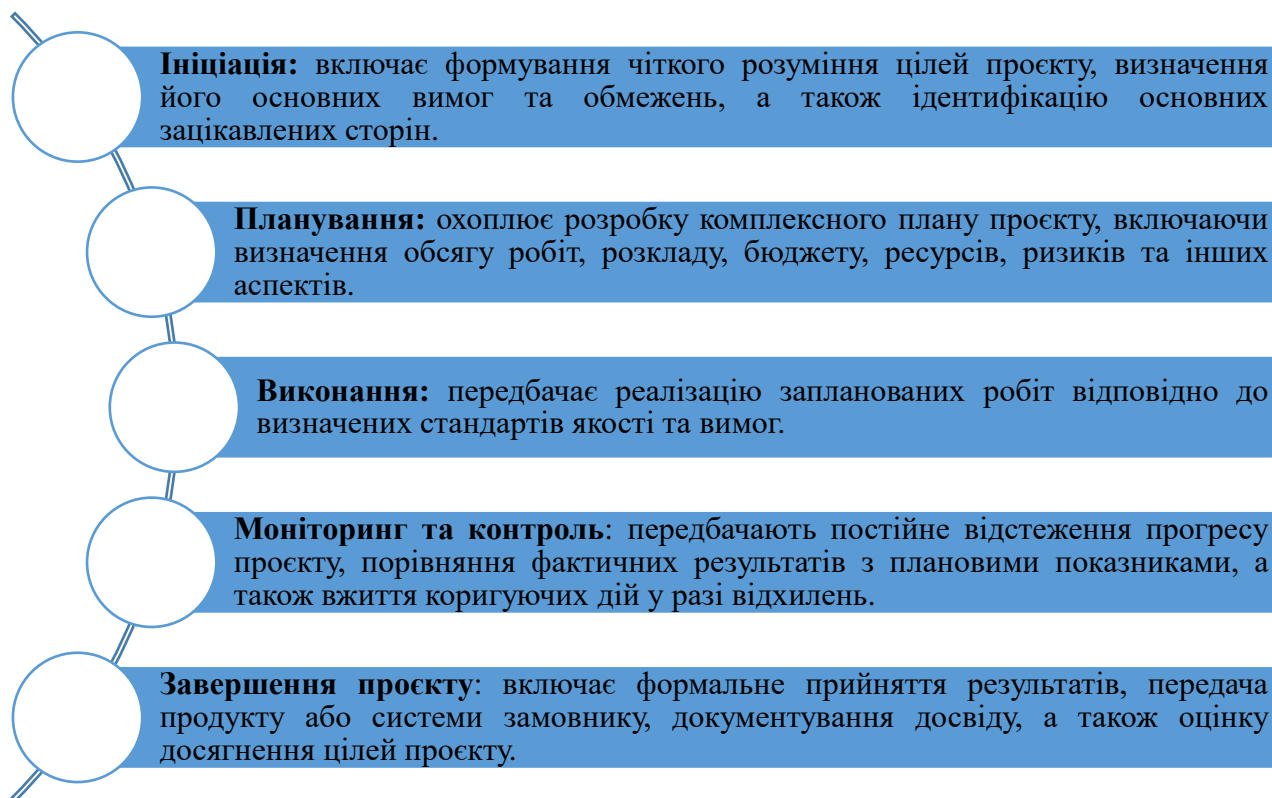 Ініціація: включає формування чіткого розуміння цілей проєкту, визначення
його основних вимог та обмежень, а також ідентифікацію основних
зацікавлених сторін.
Планування: охоплює розробку комплексного плану проєкту, включаючи
визначення обсягу робіт, розкладу, бюджету, ресурсів, ризиків та інших
аспектів.
Виконання: передбачає реалізацію запланованих робіт відповідно до
визначених стандартів якості та вимог.
Моніторинг та контроль: передбачають постійне відстеження прогресу
проєкту, порівняння фактичних результатів з плановими показниками, а
також вжиття коригуючих дій у разі відхилень.
Завершення проєкту: включає формальне прийняття результатів, передача
продукту або системи замовнику, документування досвіду, а також оцінку
досягнення цілей проєкту.